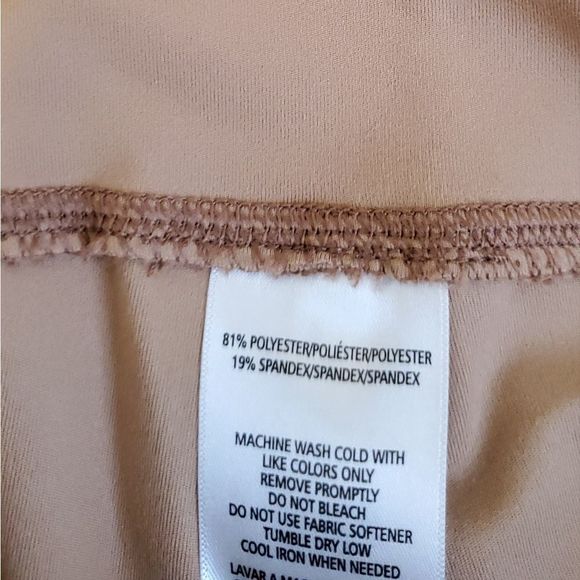 81% POLYESTER/POLIÉSTER/POLYESTER
19% SPANDEX/SPANDEX/SPANDEX
MACHINE WASH COLD WITH
LIKE COLORS ONLY
REMOVE PROMPTLY
DO NOT BLEACH
DO NOT USE FABRIC SOFTENER
TUMBLE DRY LOW
COOL IRON WHEN NEEDED
LAVAR A